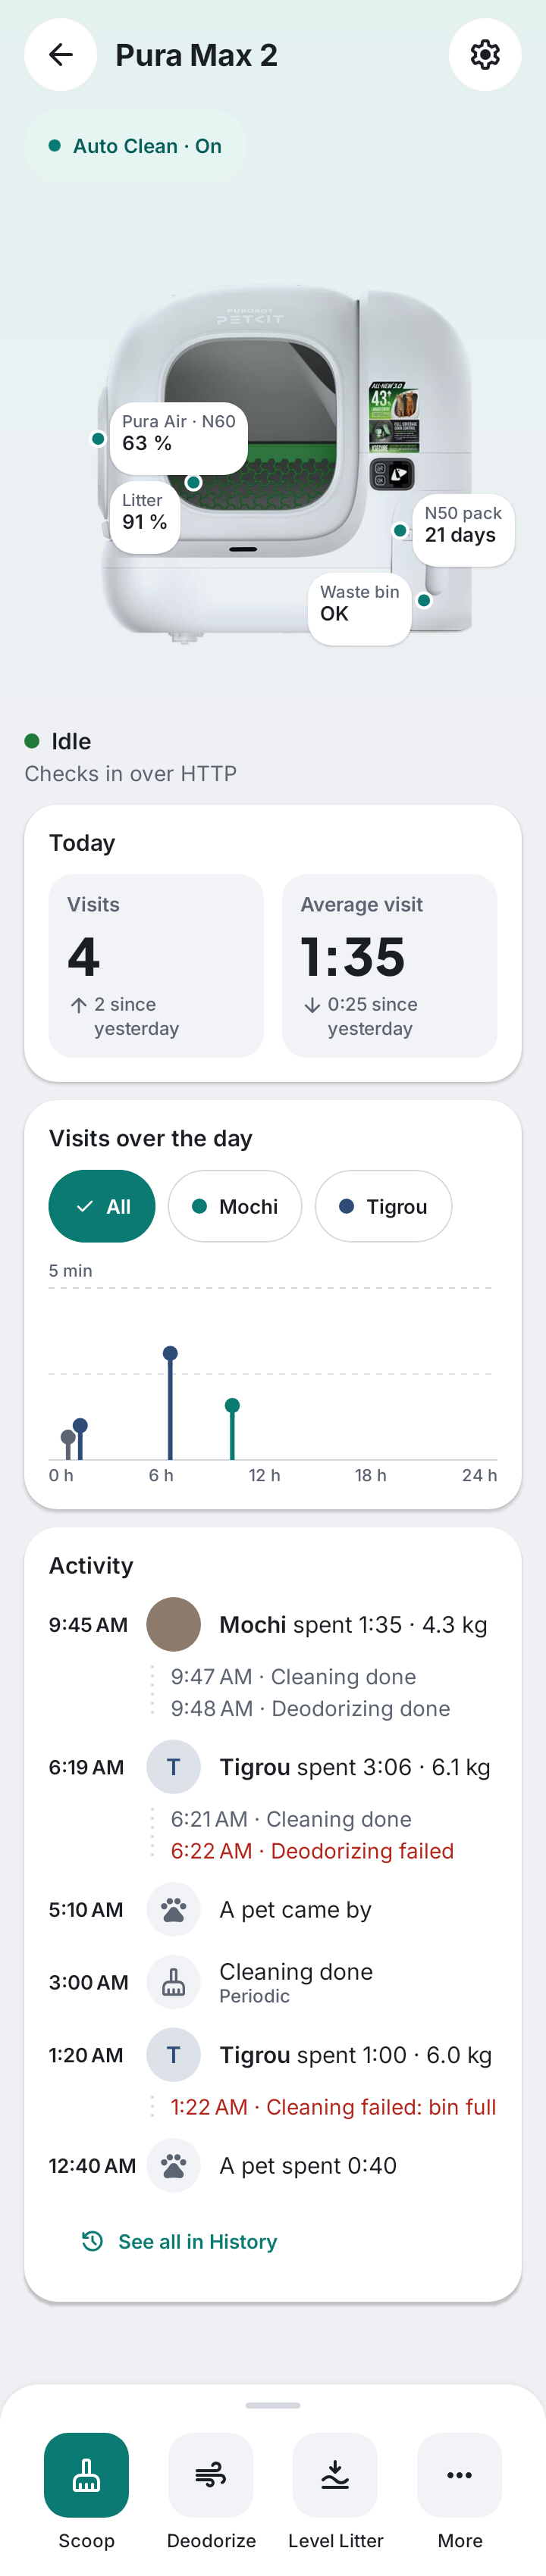 Pura Max 2
Auto Clean · On
PUROBOT
PETKIT
ALL-NEW 3.0
43
Pura Air · N60
63 %
Litter
91 %
N50 pack
21 days
Waste bin
OK
Idle
Checks in over HTTP
Today
Visits
4
2 since
yesterday
Average visit
1:35
0:25 since
yesterday
Visits over the day
All
Mochi
Tigrou
5 min
0 h
6 h
12 h
18 h
24 h
Activity
9:45 AM
Mochi spent 1:35 · 4.3 kg
9:47 AM · Cleaning done
9:48 AM · Deodorizing done
6:19 AM
T
Tigrou spent 3:06 · 6.1 kg
6:21 AM · Cleaning done
6:22 AM · Deodorizing failed
5:10 AM
A pet came by
3:00 AM
Cleaning done
Periodic
1:20 AM
T
Tigrou spent 1:00 · 6.0 kg
1:22 AM · Cleaning failed: bin full
12:40 AM
A pet spent 0:40
See all in History
Scoop
Deodorize
Level Litter
More